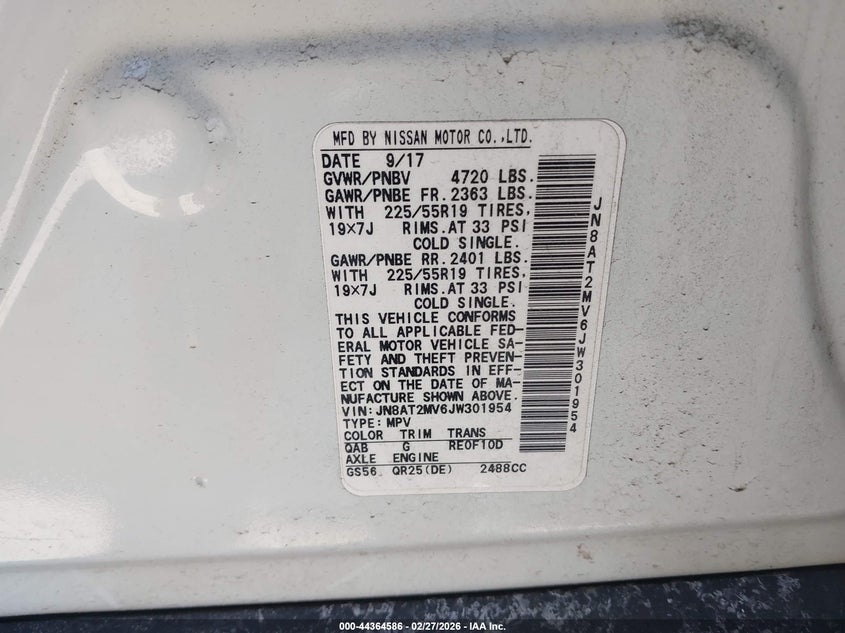 MFD BY NISSAN MOTOR CO.,LTD.
DATE 9/17
GVWR/PNBV 4720 LBS.
GAWR/PNBE FR. 2363 LBS.
WITH 225/55R19 TIRES,
19×7J RIMS. AT 33 PSI
COLD SINGLE.
GAWR/PNBE RR. 2401 LBS.
WITH 225/55R19 TIRES,
19×7J RIMS. AT 33 PSI
COLD SINGLE.
THIS VEHICLE CONFORMS
TO ALL APPLICABLE FED-
ERAL MOTOR VEHICLE SA-
FETY AND THEFT PREVEN-
TION STANDARDS IN EFF-
ECT ON THE DATE OF MA-
NUFACTURE SHOWN ABOVE.
VIN: JN8AT2MV6JW301954
TYPE: MPV
COLOR TRIM TRANS
QAB G RE0F10D
AXLE ENGINE
GS56 QR25(DE) 2488CC
JN8AT2MV6JW301954
000-44364586 - 02/27/2026 - IAA Inc.